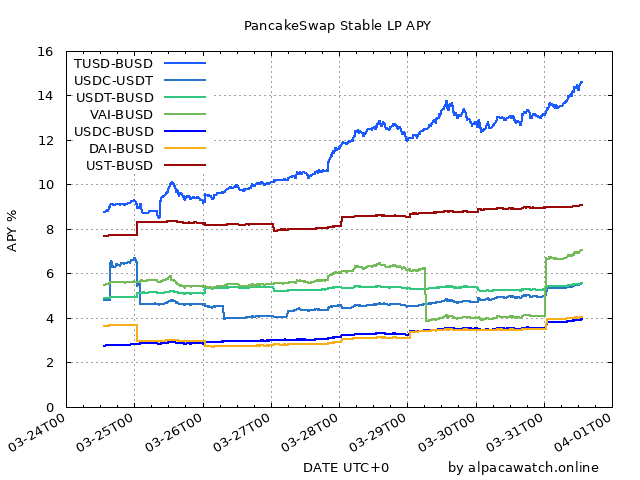 PancakeSwap Stable LP APY
TUSD-BUSD
USDC-USDT
USDT-BUSD
VAI-BUSD
USDC-BUSD
DAI-BUSD
UST-BUSD
APY %
16
14
12
10
8
6
4
2
0
03-24T00
03-25T00
03-26T00
03-27T00
03-28T00
03-29T00
03-30T00
03-31T00
04-01T00
DATE UTC+0
by alpacawatch.online